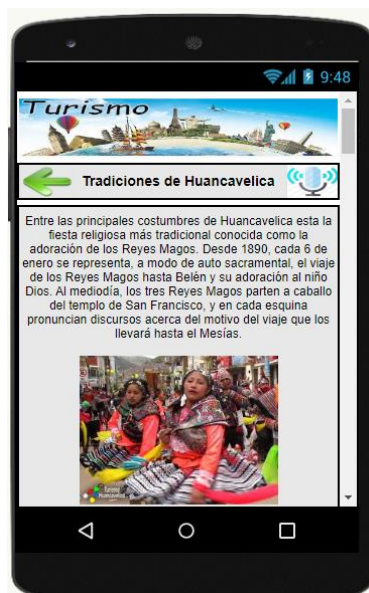 9:48
Turismo
Tradiciones de Huancavelica
Entre las principales costumbres de Huancavelica esta la
fiesta religiosa más tradicional conocida como la
adoración de los Reyes Magos. Desde 1890, cada 6 de
enero se representa, a modo de auto sacramental, el viaje
de los Reyes Magos hasta Belén y su adoración al niño
Dios. Al mediodía, los tres Reyes Magos parten a caballo
del templo de San Francisco, y en cada esquina
pronuncian discursos acerca del motivo del viaje que los
llevará hasta el Mesías.
Huancavelica